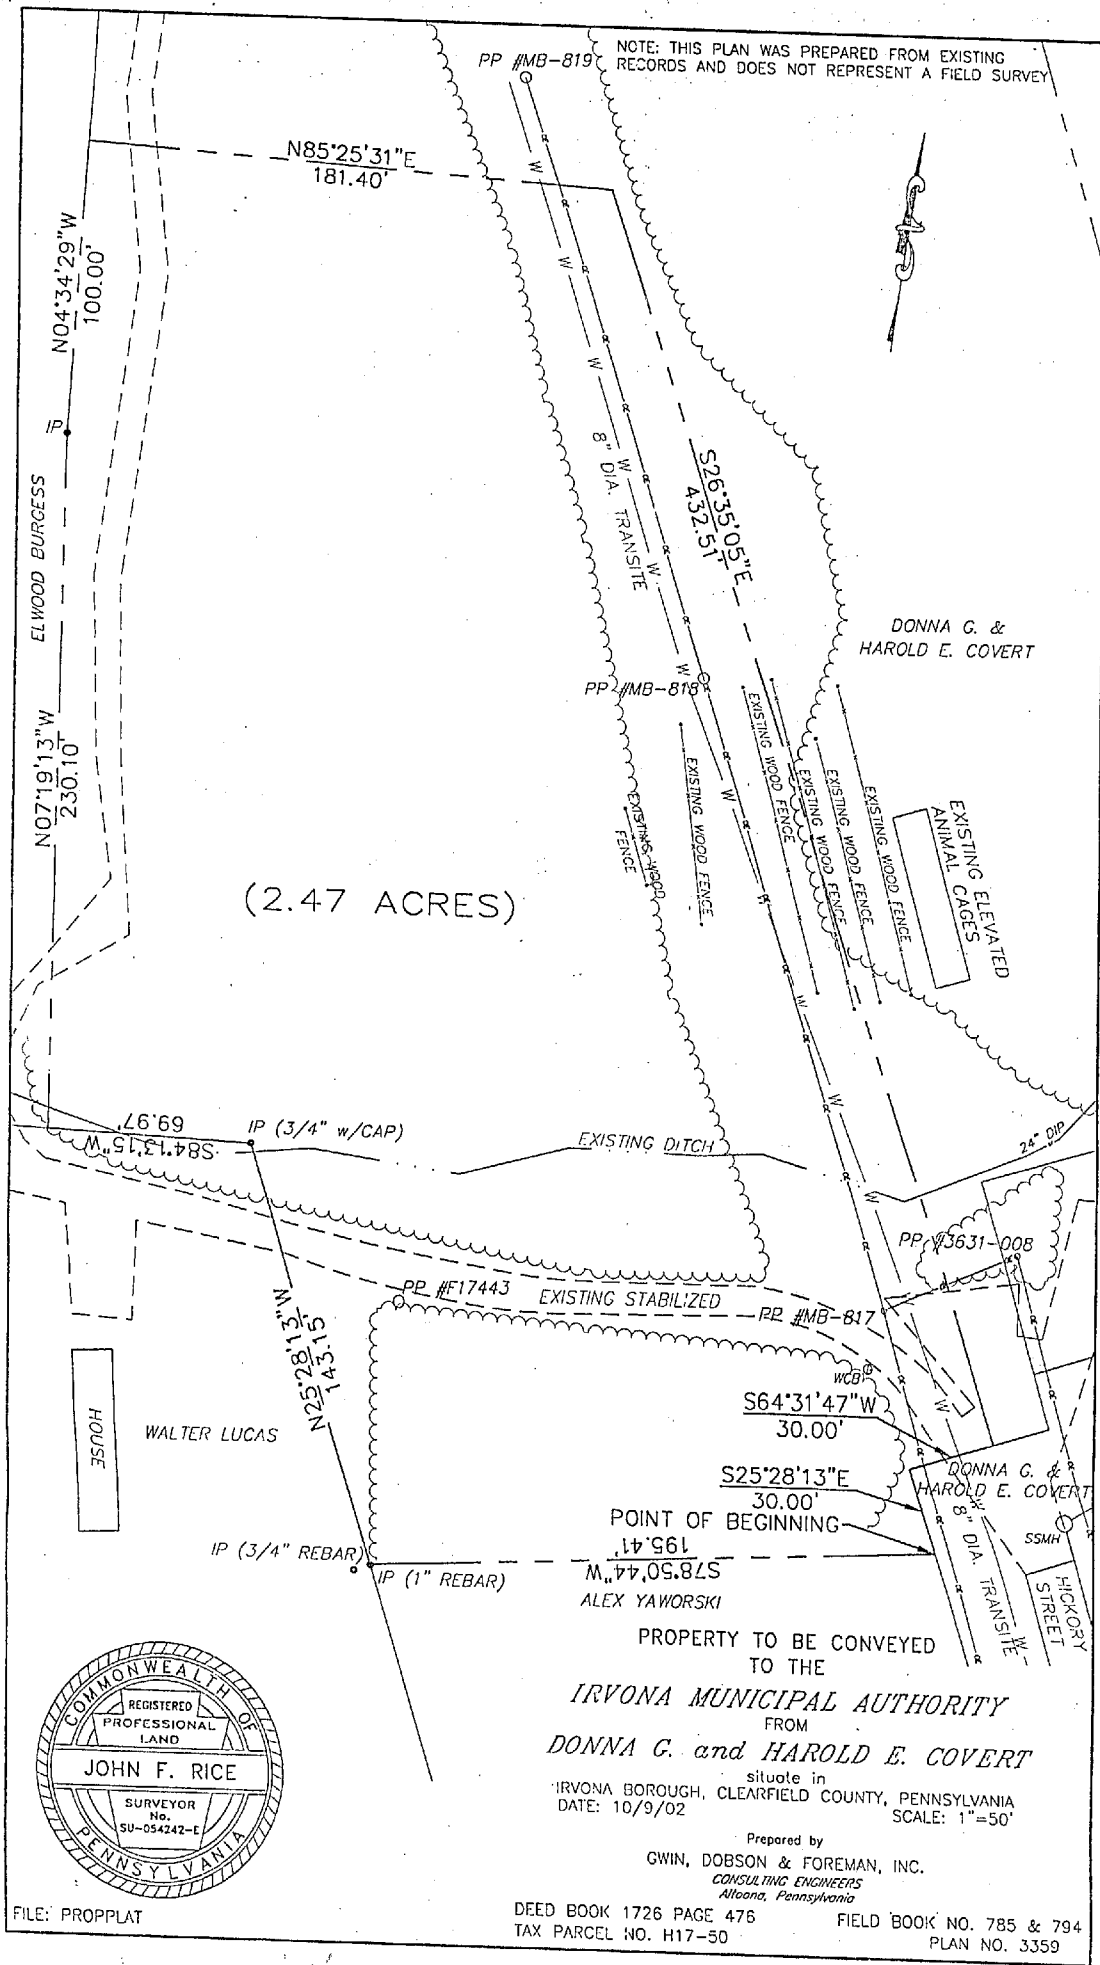 NOTE: THIS PLAN WAS PREPARED FROM EXISTING
RECORDS AND DOES NOT REPRESENT A FIELD SURVEY
PP #MB-819
N85°25'31"E
181.40'
N04°34'29"W
100.00'
IP
ELWOOD BURGESS
N07°19'13"W
230.10'
W
W
W
W
8" DIA. TRANSITE
W
W
S26°35'05"E
432.51'
DONNA G. &
HAROLD E. COVERT
PP #MB-818
W
EXISTING WOOD
FENCE
EXISTING WOOD FENCE
EXISTING WOOD FENCE
EXISTING WOOD FENCE
EXISTING WOOD FENCE
EXISTING WOOD FENCE
EXISTING ELEVATED
ANIMAL CAGES
(2.47 ACRES)
W
W
W
W
69.97'
S84°13'15"W
IP (3/4" w/CAP)
EXISTING DITCH
24" DIP
W
PP #3631-008
PP #F17443
EXISTING STABILIZED
PP #MB-817
N25°28'13"W
143.15'
WCB
W
HOUSE
WALTER LUCAS
S64°31'47"W
30.00'
S25°28'13"E
30.00'
DONNA G. &
HAROLD E. COVERT
POINT OF BEGINNING
195.41'
S78°50'44"W
W
8" DIA. TRANSITE
W
SSMH
HICKORY
STREET
IP (3/4" REBAR)
IP (1" REBAR)
ALEX YAWORSKI
PROPERTY TO BE CONVEYED
TO THE
IRVONA MUNICIPAL AUTHORITY
FROM
DONNA G. and HAROLD E. COVERT
situate in
IRVONA BOROUGH, CLEARFIELD COUNTY, PENNSYLVANIA
DATE: 10/9/02 SCALE: 1"=50'
Prepared by
GWIN, DOBSON & FOREMAN, INC.
CONSULTING ENGINEERS
Altoona, Pennsylvania
COMMONWEALTH OF
REGISTERED
PROFESSIONAL
LAND
JOHN F. RICE
SURVEYOR
No.
SU-054242-E
PENNSYLVANIA
FILE: PROPPLAT
DEED BOOK 1726 PAGE 476
TAX PARCEL NO. H17-50
FIELD BOOK NO. 785 & 794
PLAN NO. 3359